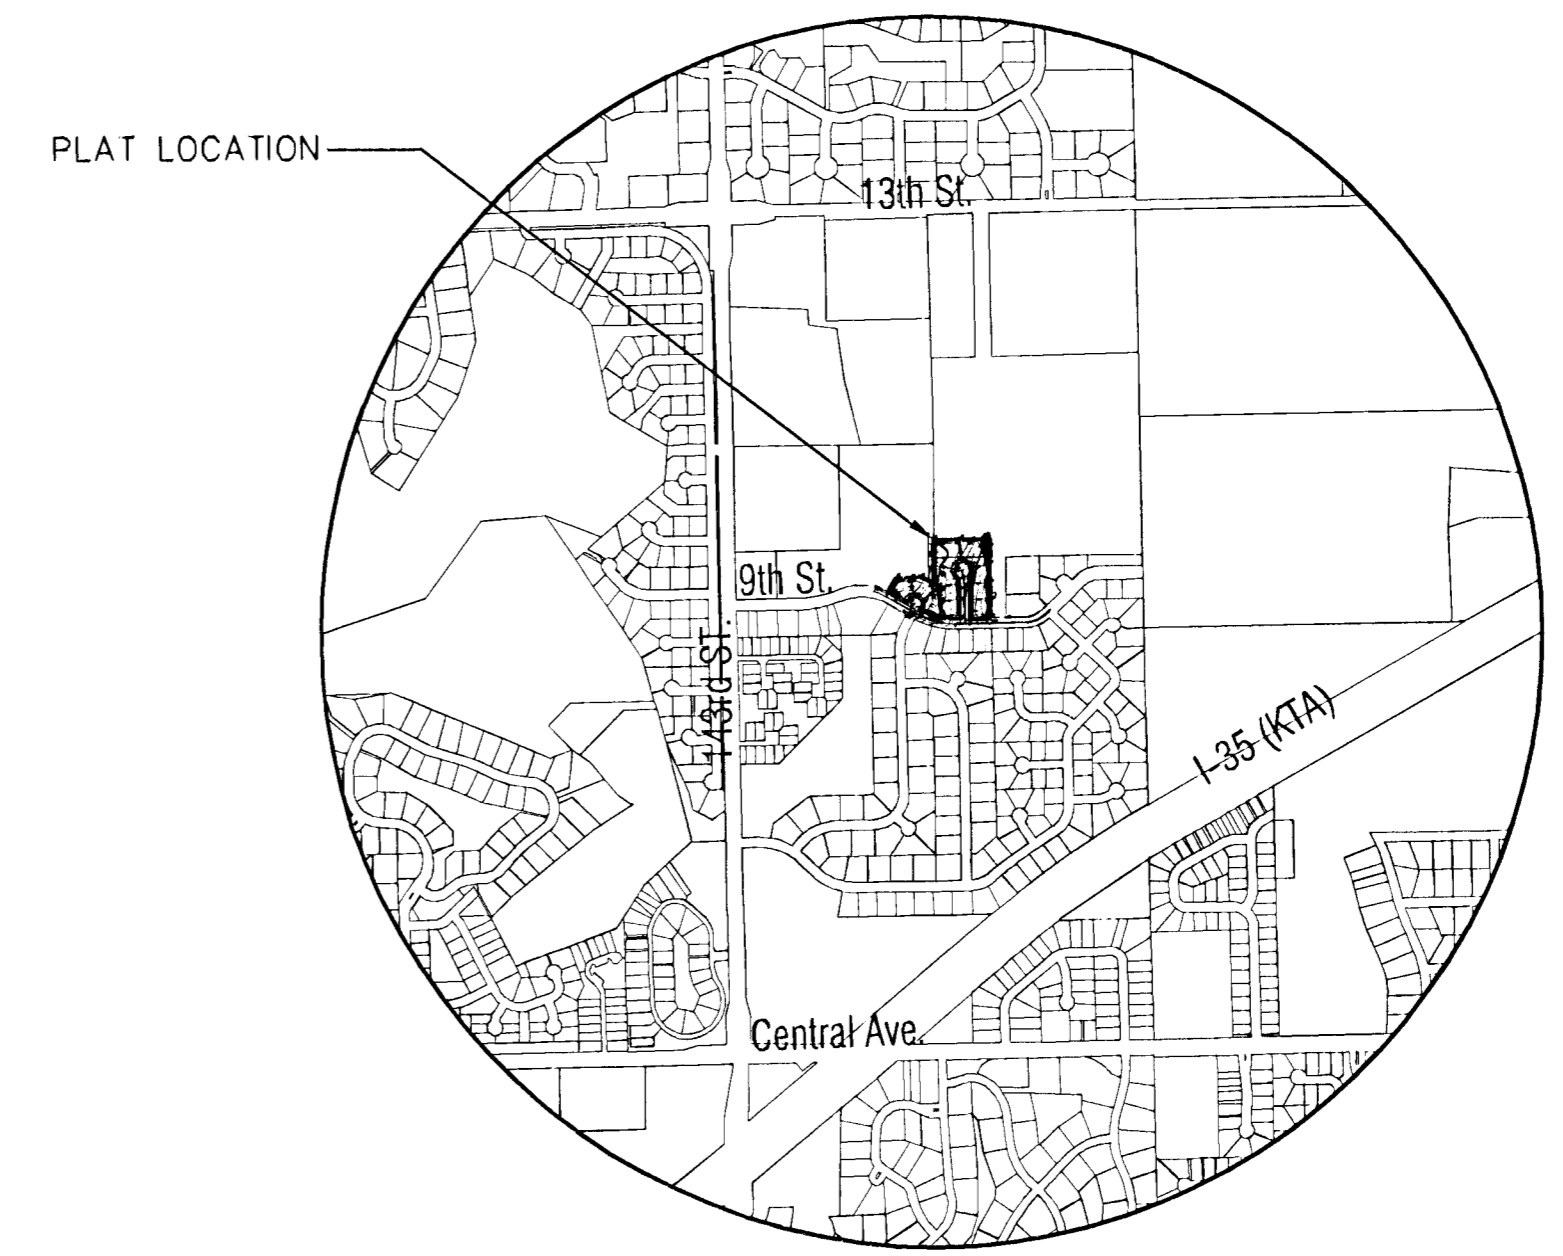 PLAT LOCATION
13th St.
9th St.
143rd ST.
I-35 (KTA)
Central Ave.